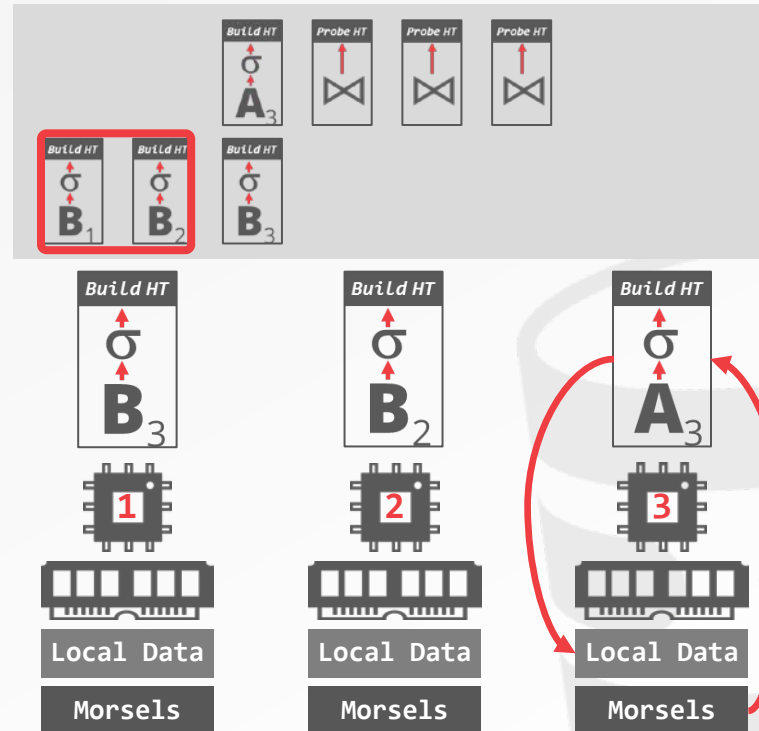 Build HT Probe HT Probe HT Probe HT
σ
A3
Build HT Build HT Build HT
σ σ σ
B1 B2 B3
Build HT Build HT Build HT
σ σ σ
B3 B2 A3
1 2 3
Local Data Local Data Local Data
Morsels Morsels Morsels